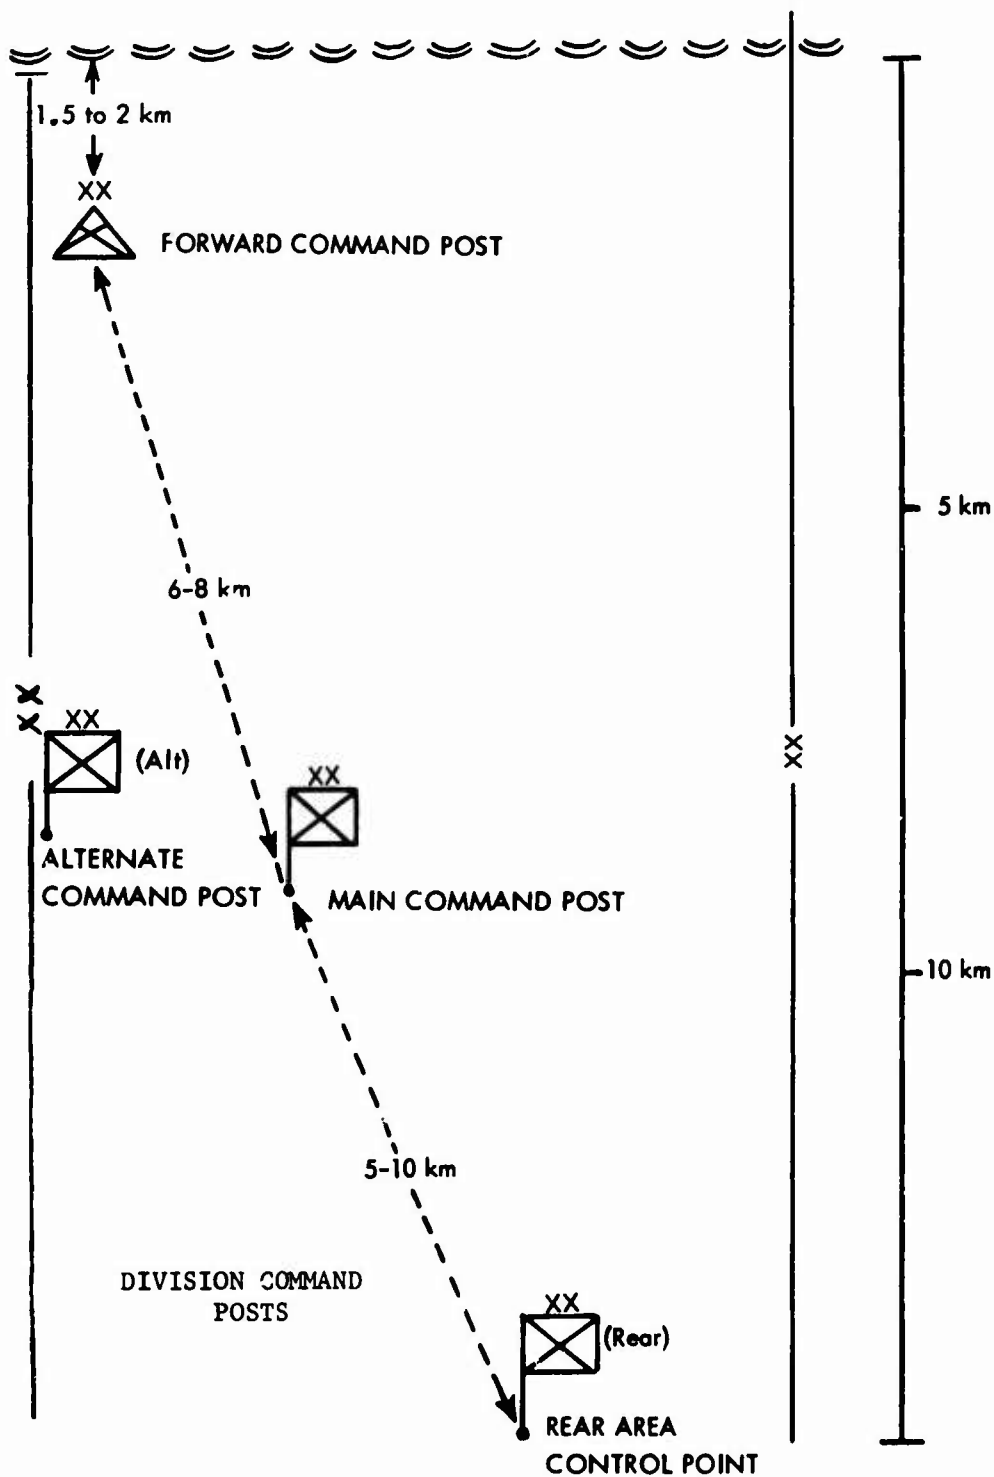 1.5 to 2 km
XX
FORWARD COMMAND POST
5 km
6-8 km
XX
XX
(Alt)
XX
XX
ALTERNATE
COMMAND POST
MAIN COMMAND POST
10 km
5-10 km
DIVISION COMMAND
POSTS
XX
(Rear)
REAR AREA
CONTROL POINT